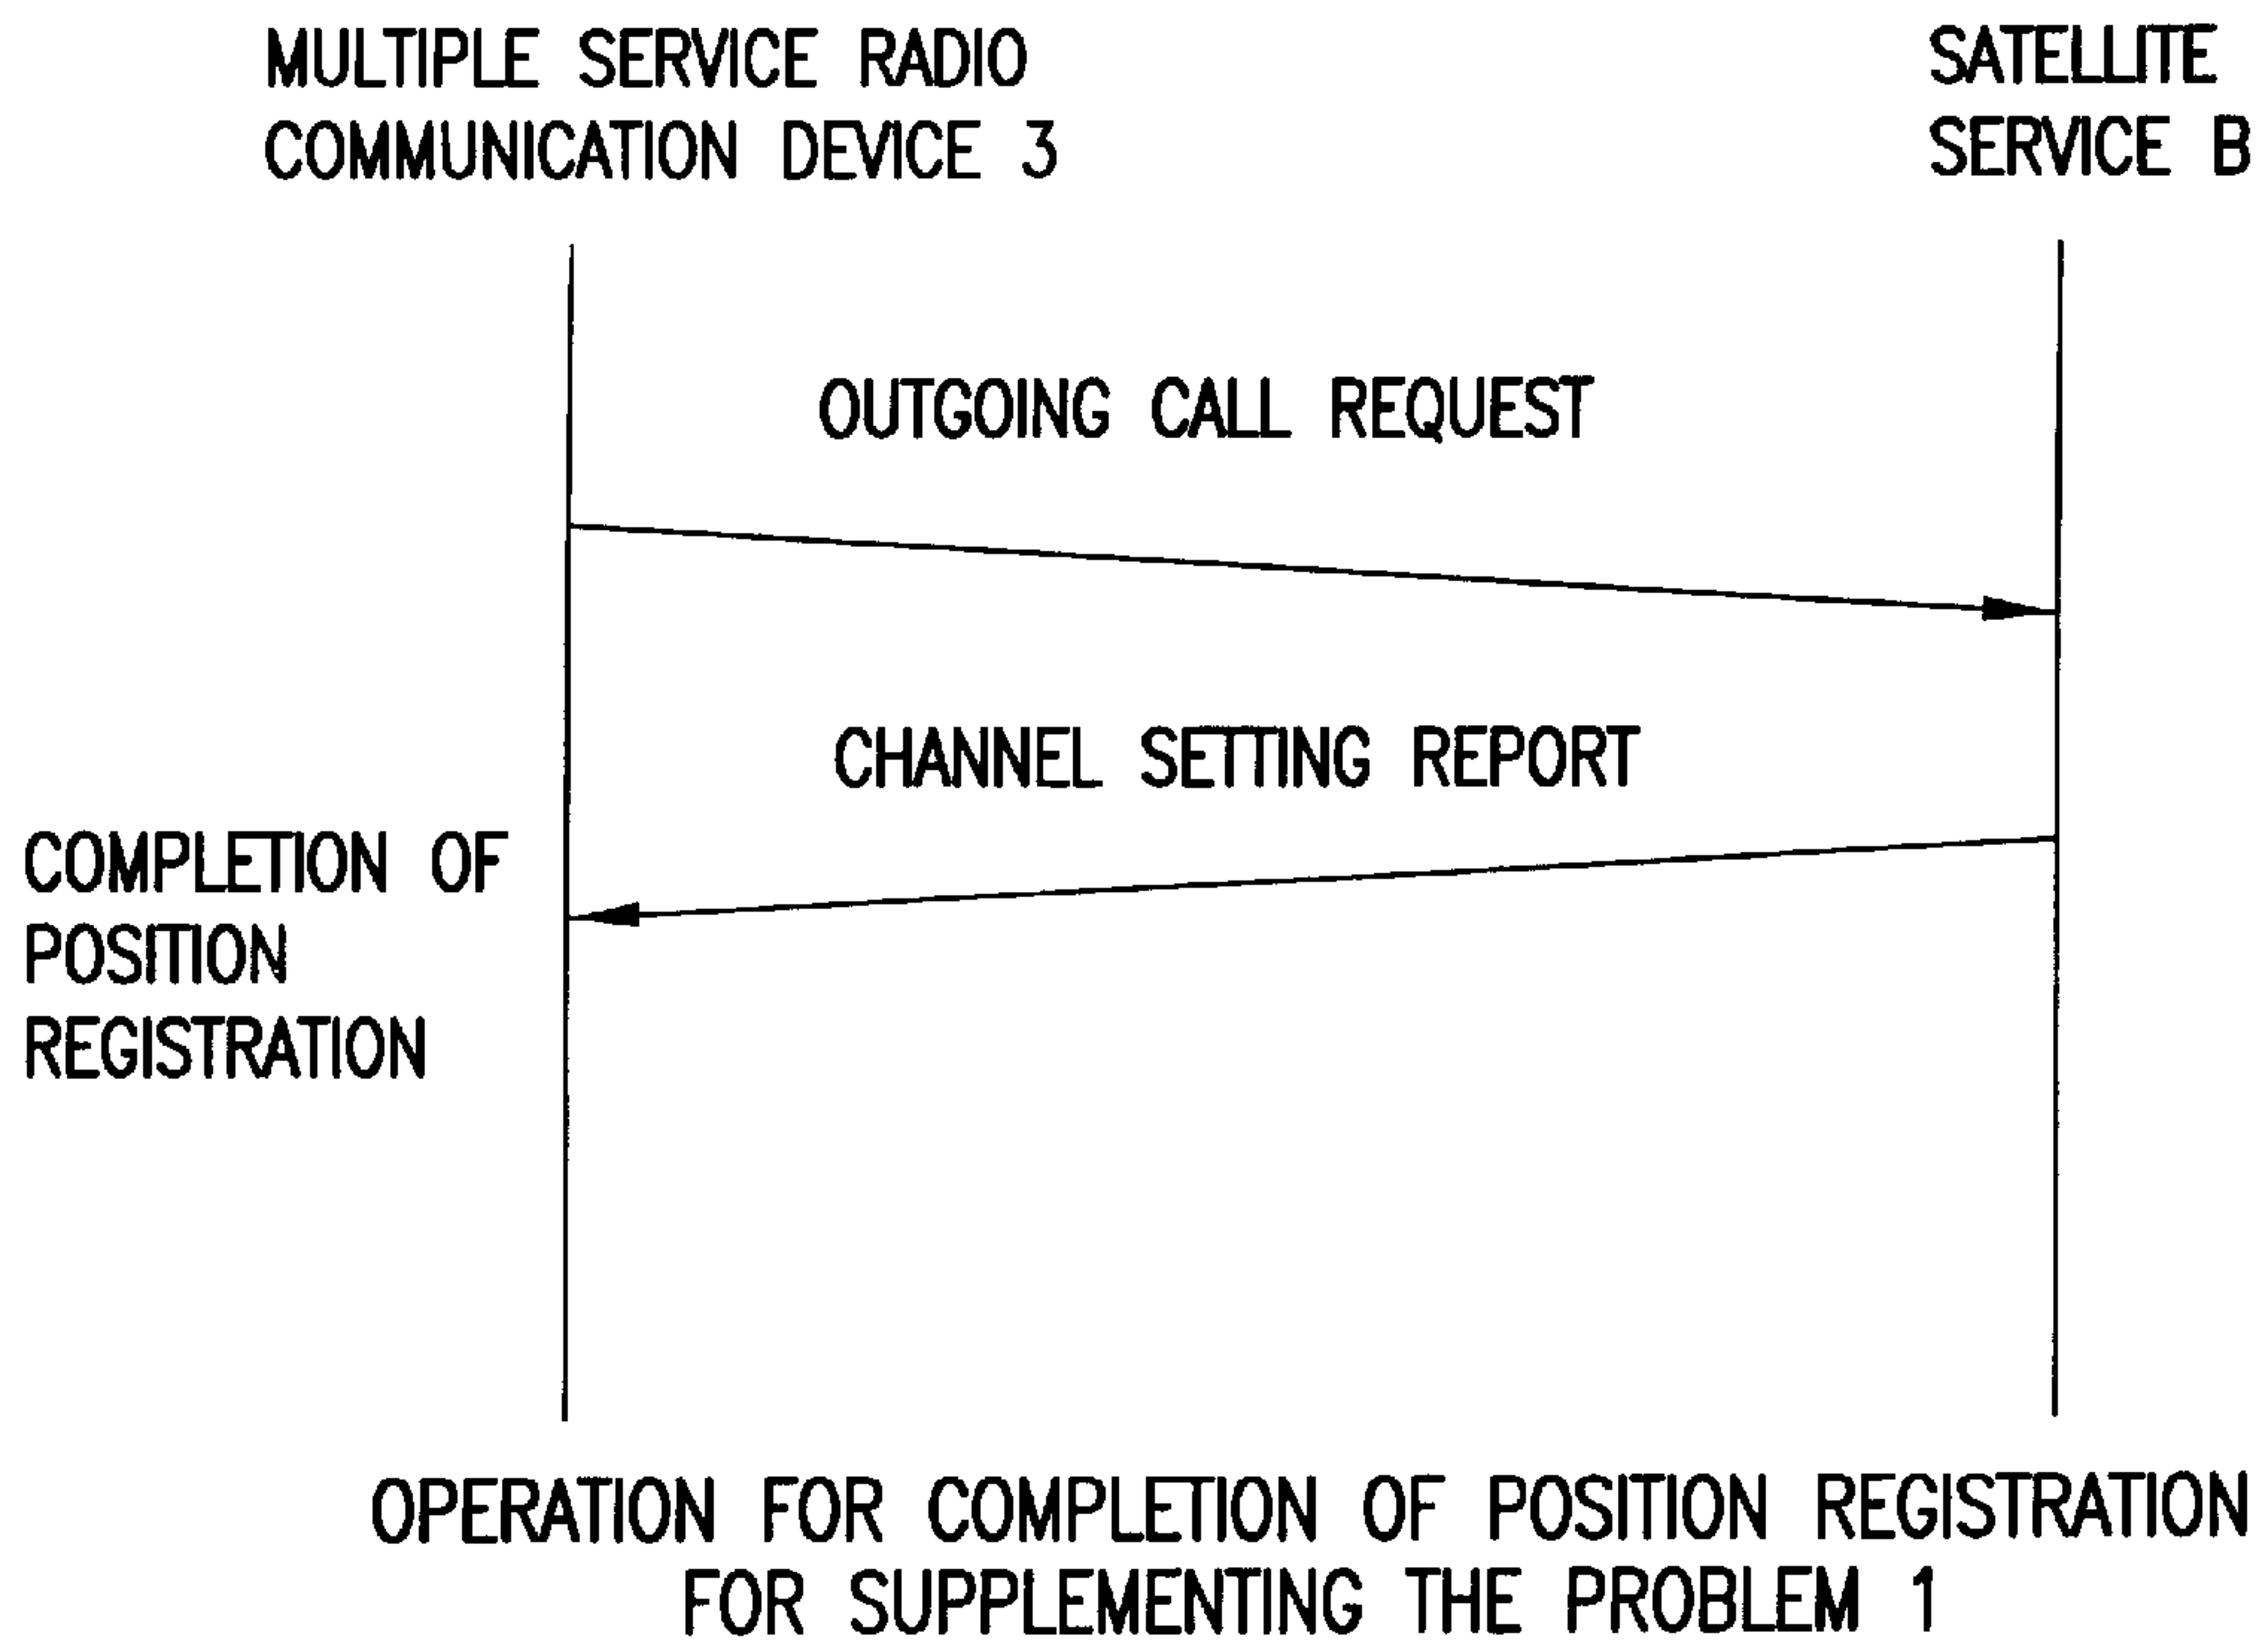 MULTIPLE SERVICE RADIO
COMMUNICATION DEVICE 3
SATELLITE
SERVICE B
OUTGOING CALL REQUEST
CHANNEL SETTING REPORT
COMPLETION OF
POSITION
REGISTRATION
OPERATION FOR COMPLETION OF POSITION REGISTRATION
FOR SUPPLEMENTING THE PROBLEM 1